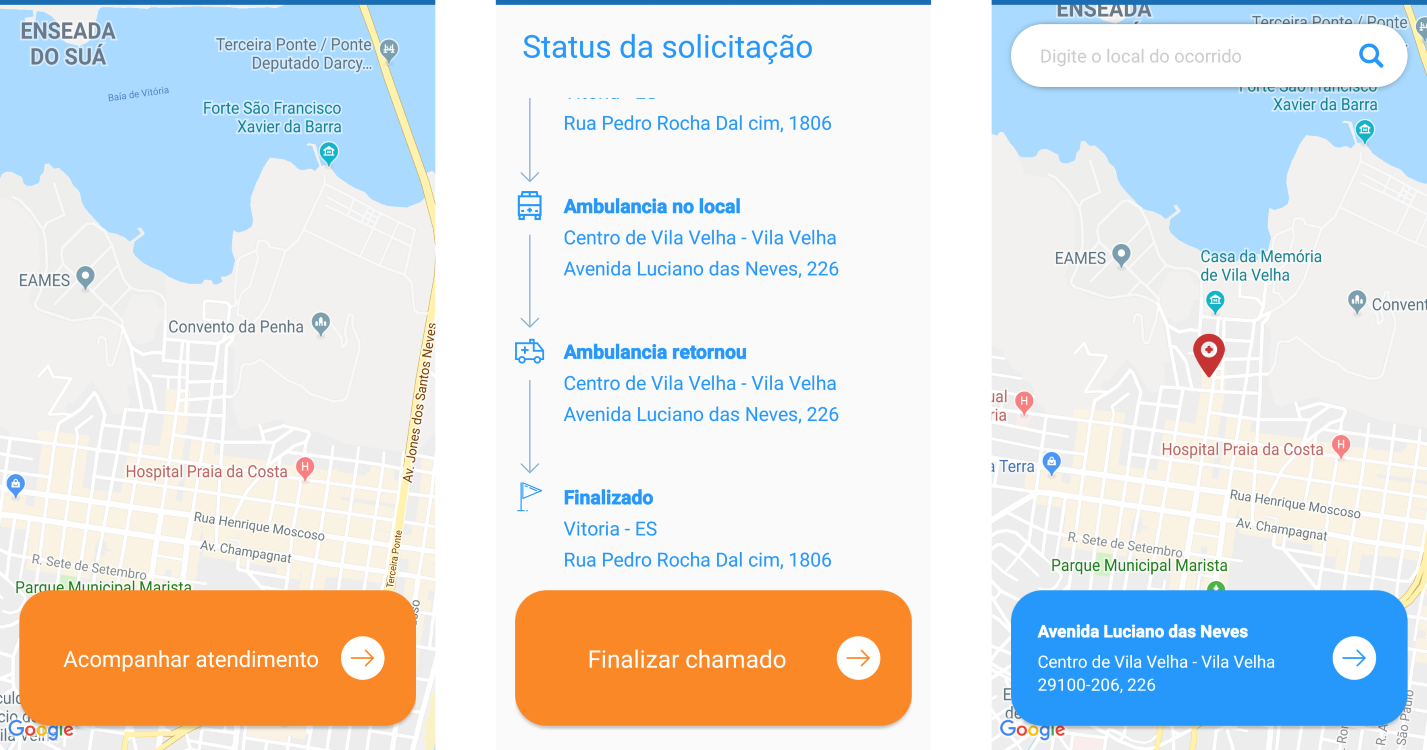 ENSEADA
DO SUÁ
Terceira Ponte / Ponte
Deputado Darcy...
Baía de Vitória
Forte São Francisco
Xavier da Barra
EAMES
Convento da Penha
Av. Jones dos Santos Neves
Hospital Praia da Costa
H
Rua Henrique Moscoso
Av. Champagnat
R. Sete de Setembro
Terceira Ponte
Parque Municipal Marista
Acompanhar atendimento
Google
Status da solicitação
Rua Pedro Rocha Dal cim, 1806
Ambulancia no local
Centro de Vila Velha - Vila Velha
Avenida Luciano das Neves, 226
Ambulancia retornou
Centro de Vila Velha - Vila Velha
Avenida Luciano das Neves, 226
Finalizado
Vitoria - ES
Rua Pedro Rocha Dal cim, 1806
Finalizar chamado
ENSEADA
Terceira Ponte / Ponte
Digite o local do ocorrido
Forte São Francisco
Xavier da Barra
EAMES
Casa da Memória
de Vila Velha
Convent
H
Hospital Praia da Costa
H
a Terra
Rua Henrique Moscoso
Av. Champagnat
R. Sete de Setembro
Parque Municipal Marista
Avenida Luciano das Neves
Centro de Vila Velha - Vila Velha
29100-206, 226
São Paulo
Google